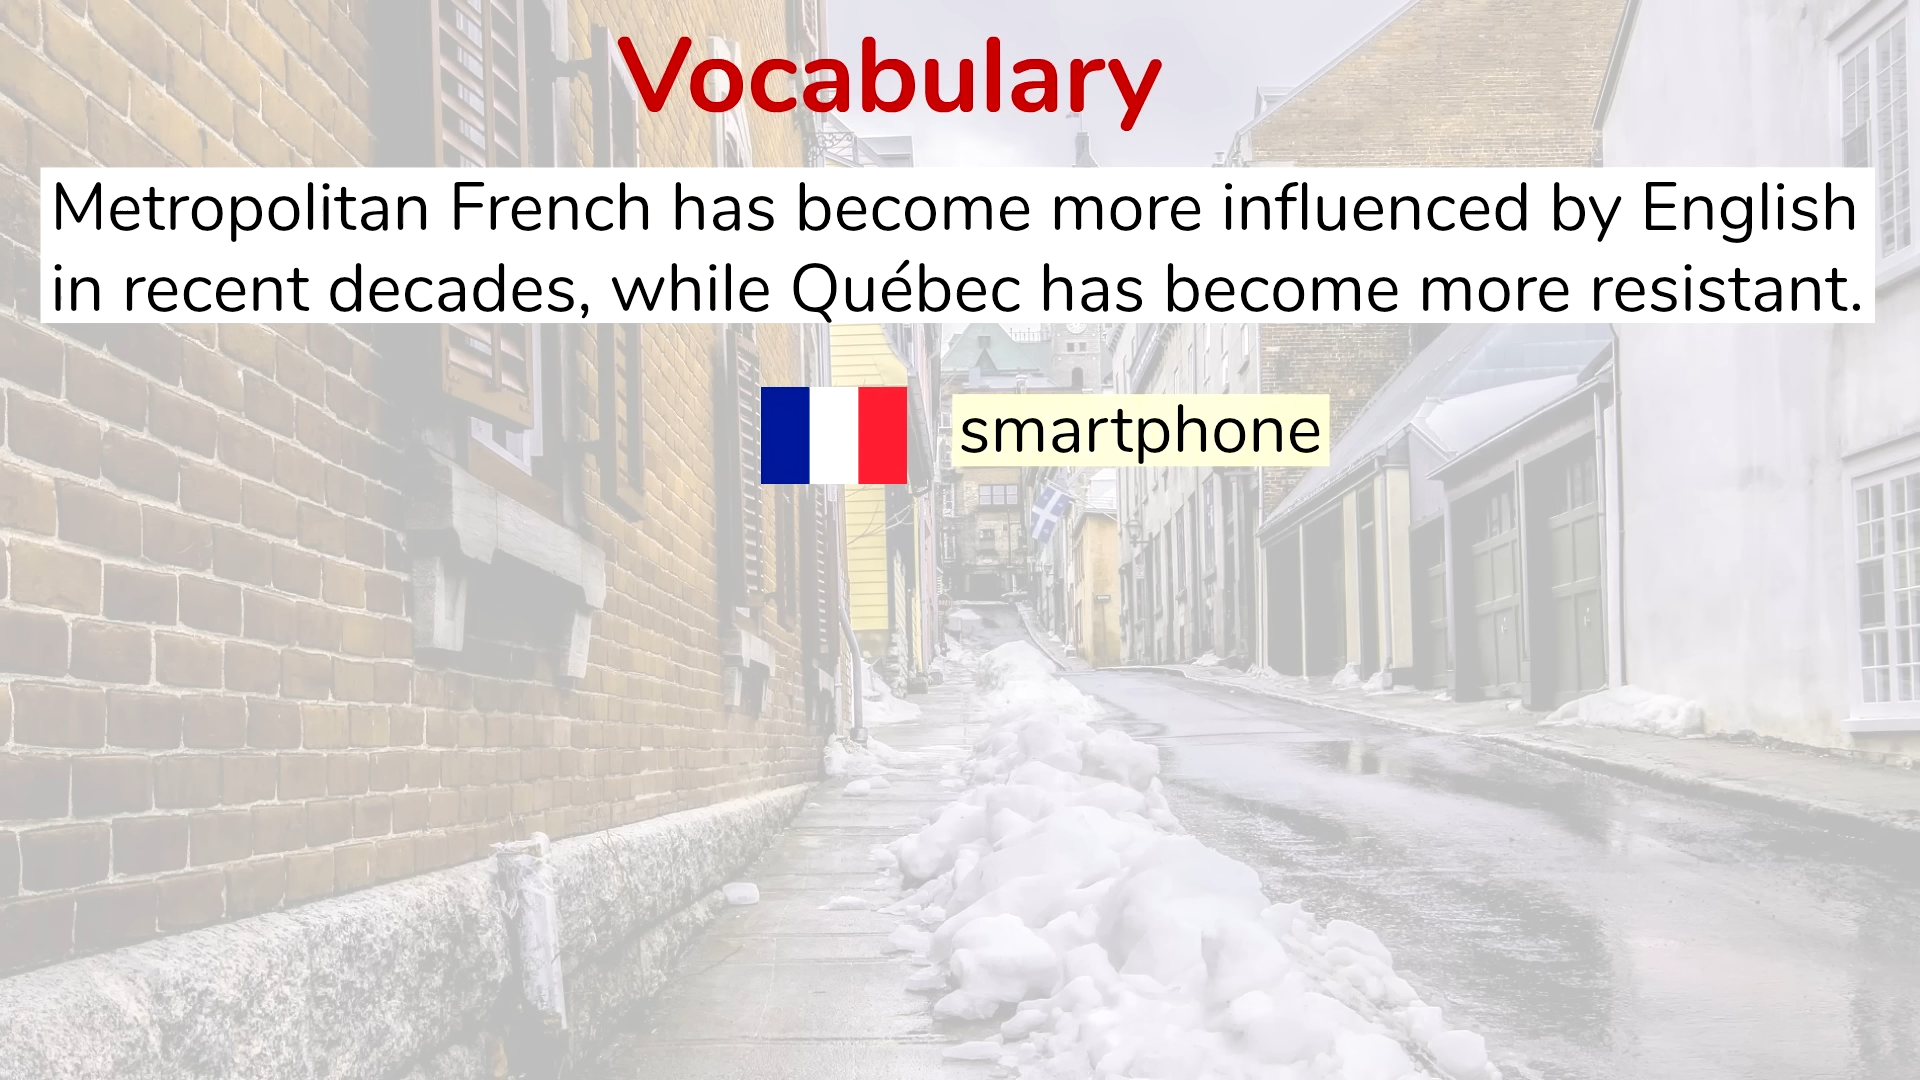 Vocabulary
Metropolitan French has become more influenced by English
in recent decades, while Québec has become more resistant.
smartphone